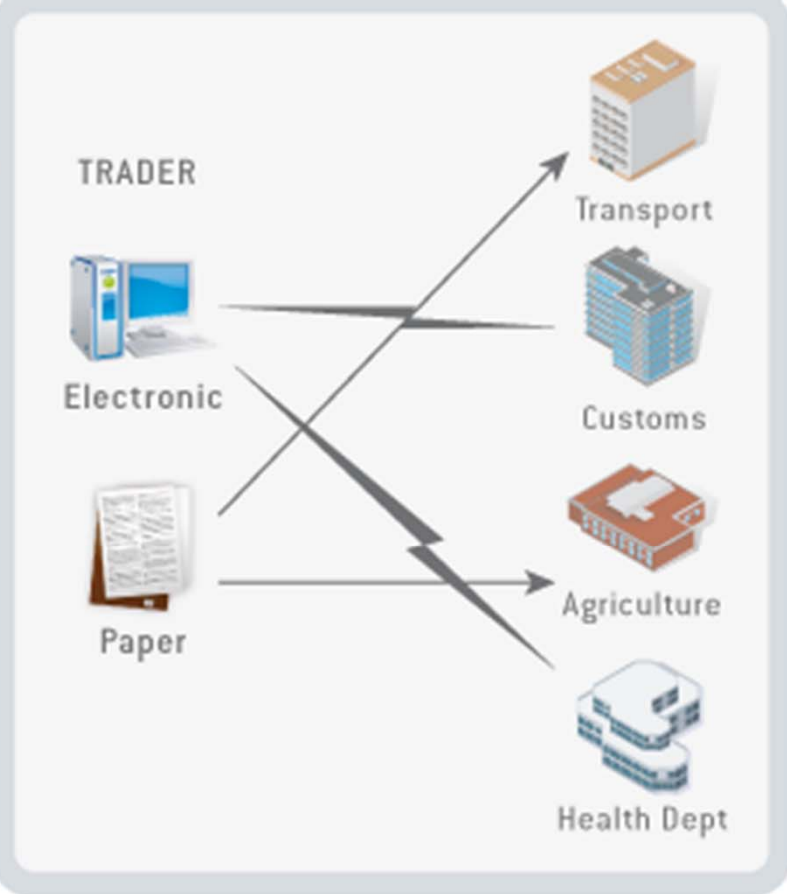 TRADER
Electronic
Paper
Transport
Customs
Agriculture
Health Dept